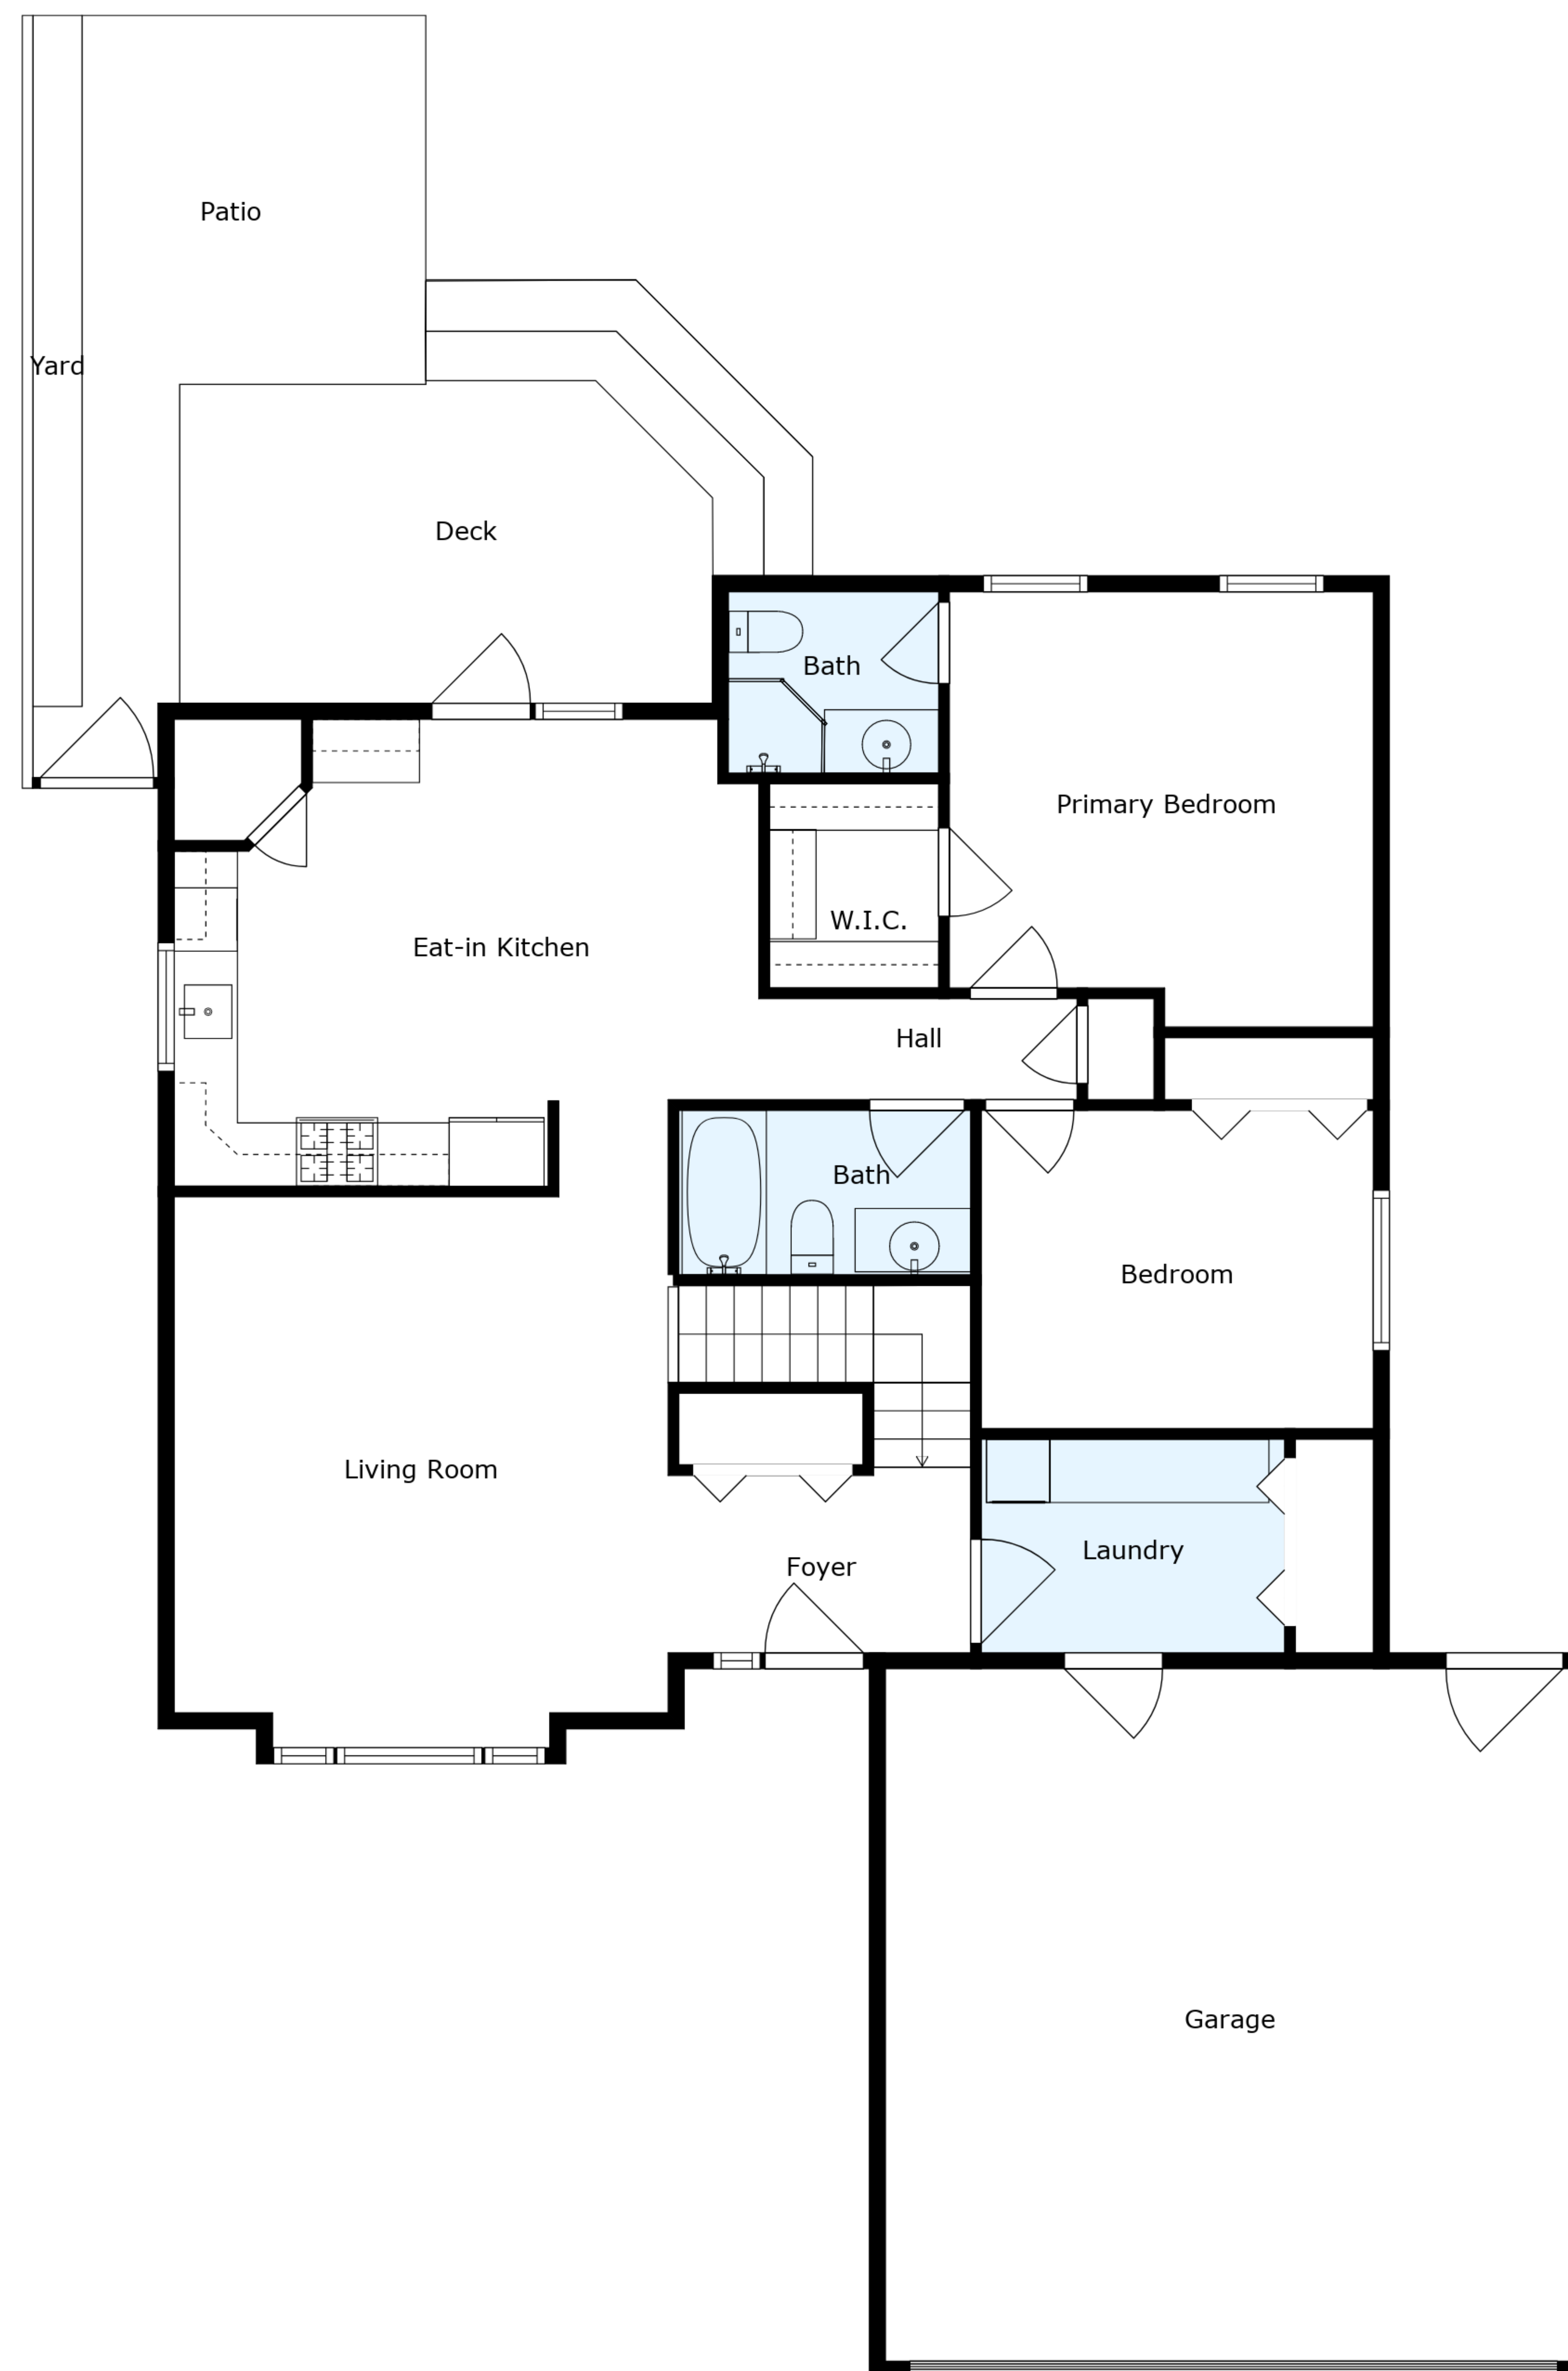 Patio
Yard
Deck
Bath
Primary Bedroom
W.I.C.
Eat-in Kitchen
Hall
Bath
Bedroom
Living Room
Laundry
Foyer
Garage